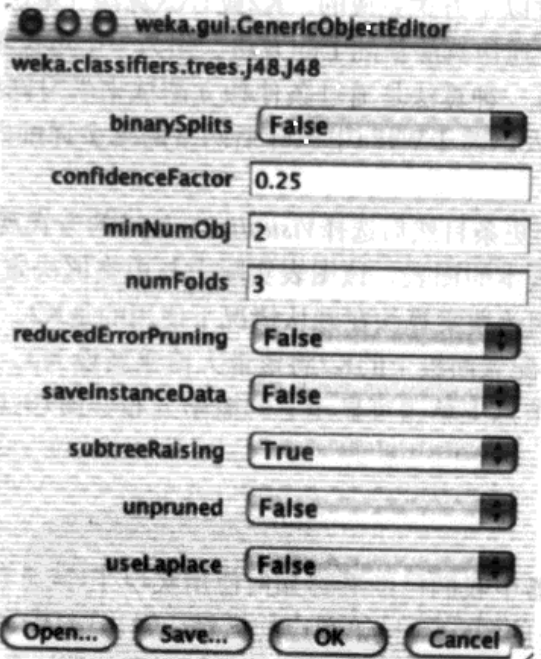 weka.gui.GenericObjectEditor
weka.classifiers.trees.j48.J48
binarySplits False
confidenceFactor 0.25
minNumObj 2
numFolds 3
reducedErrorPruning False
saveInstanceData False
subtreeRaising True
unpruned False
useLaplace False
Open... Save... OK Cancel